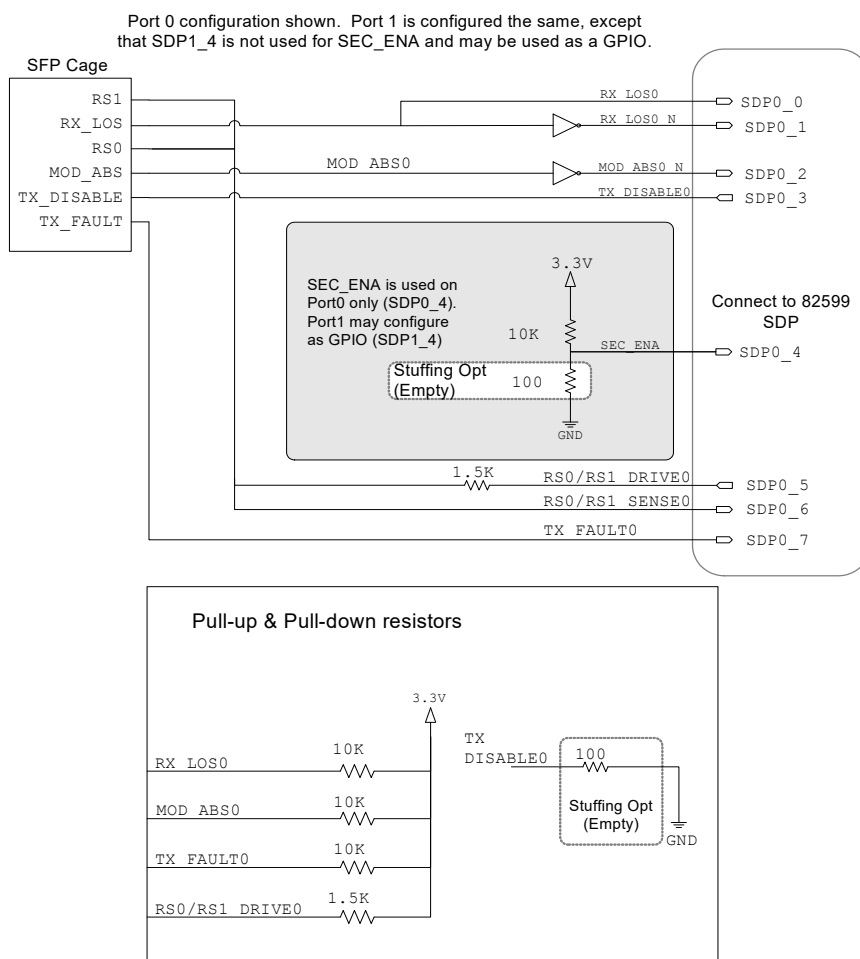 Port 0 configuration shown. Port 1 is configured the same, except
that SDP1_4 is not used for SEC_ENA and may be used as a GPIO.
SFP Cage
RS1
RX_LOS
RS0
MOD_ABS
TX_DISABLE
TX_FAULT
RX LOS0
SDP0_0
RX LOS0 N
SDP0_1
MOD ABS0
MOD ABS0 N
SDP0_2
TX DISABLE0
SDP0_3
SEC_ENA is used on
Port0 only (SDP0_4).
Port1 may configure
as GPIO (SDP1_4)
3.3V
10K
SEC ENA
Stuffing Opt
(Empty)
100
GND
Connect to 82599
SDP
SDP0_4
1.5K
RS0/RS1 DRIVE0
SDP0_5
RS0/RS1 SENSE0
SDP0_6
TX FAULT0
SDP0_7
Pull-up & Pull-down resistors
3.3V
RX LOS0
10K
MOD ABS0
10K
TX FAULT0
10K
RS0/RS1 DRIVE0
1.5K
TX
DISABLE0
100
Stuffing Opt
(Empty)
GND